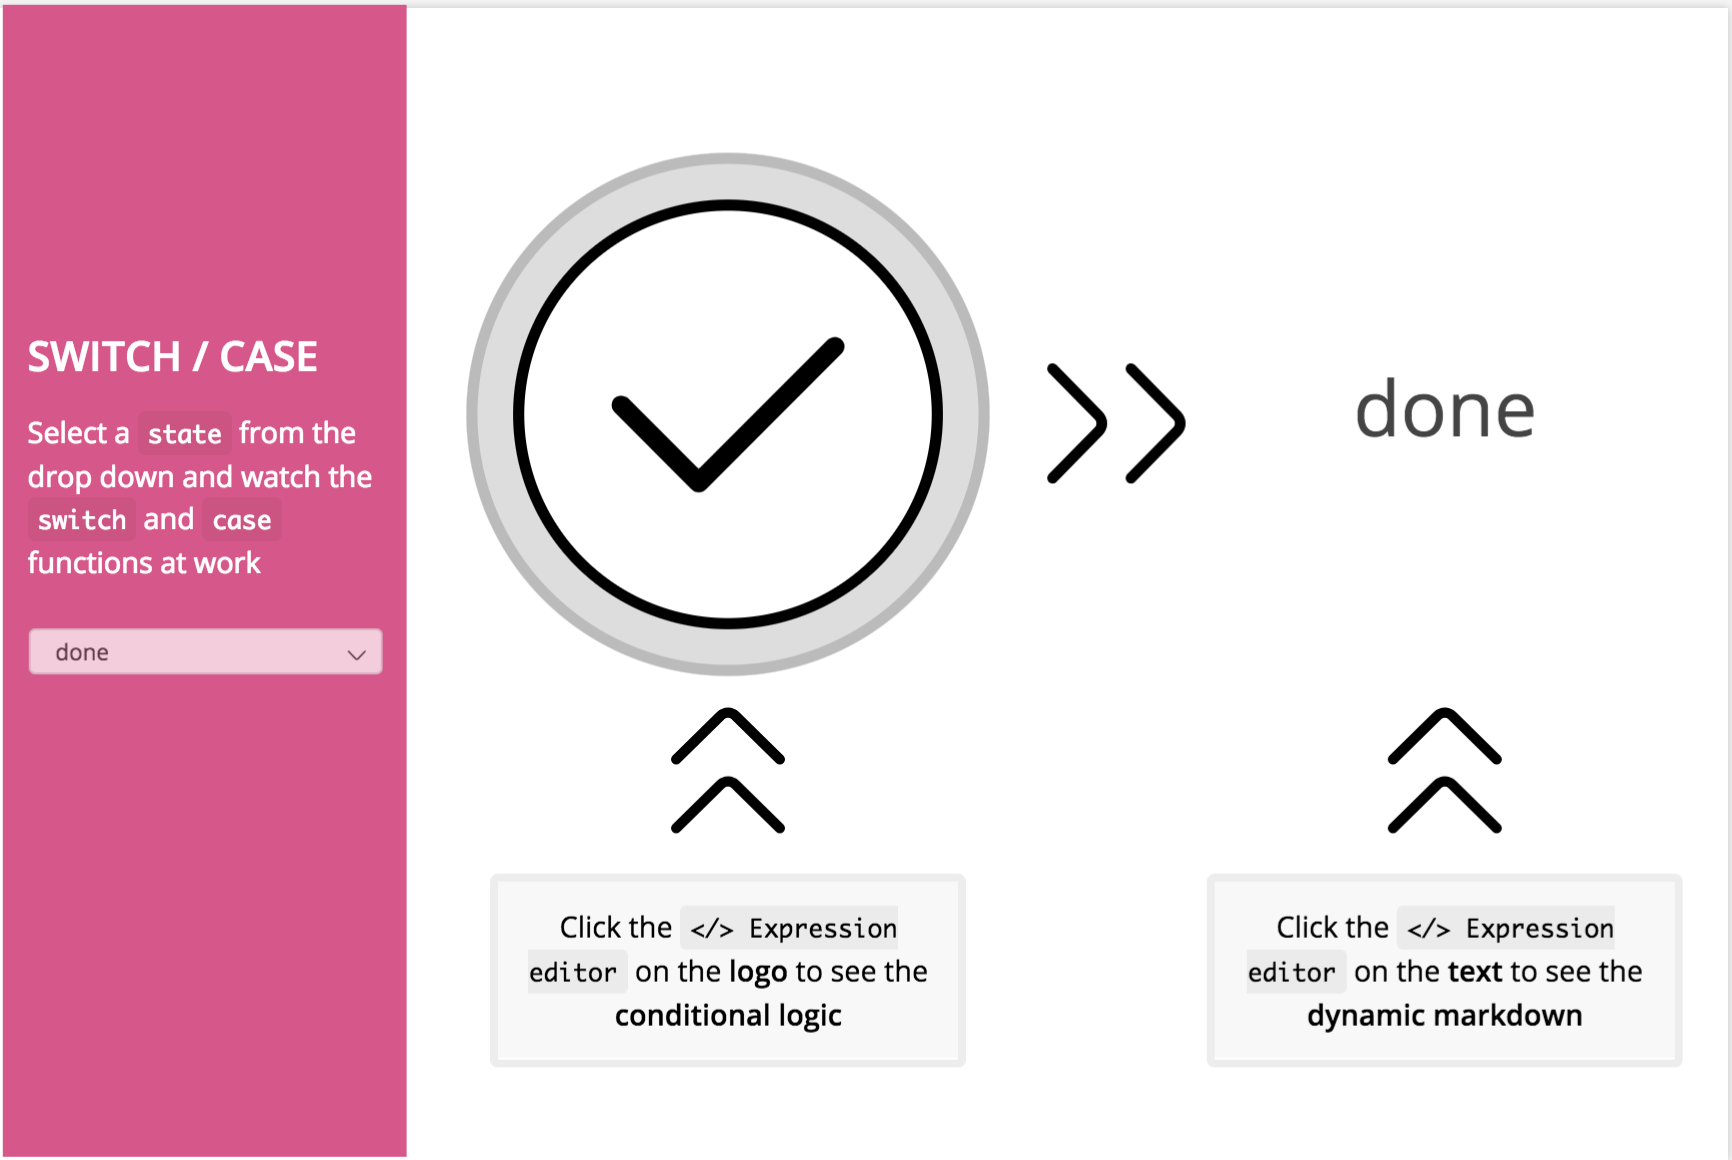 SWITCH / CASE
Select a state from the
drop down and watch the
switch and case
functions at work
done
done
Click the </> Expression
editor on the logo to see the
conditional logic
Click the </> Expression
editor on the text to see the
dynamic markdown